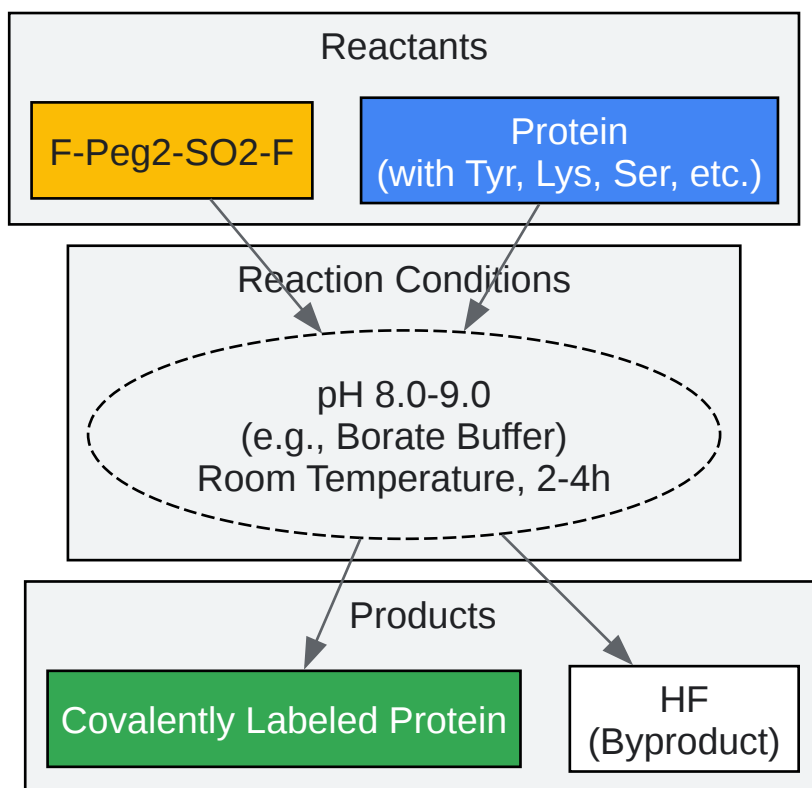 Reactants
F-Peg2-SO2-F
Protein
(with Tyr, Lys, Ser, etc.)
Reaction Conditions
pH 8.0-9.0
(e.g., Borate Buffer)
Room Temperature, 2-4h
Products
Covalently Labeled Protein
HF
(Byproduct)